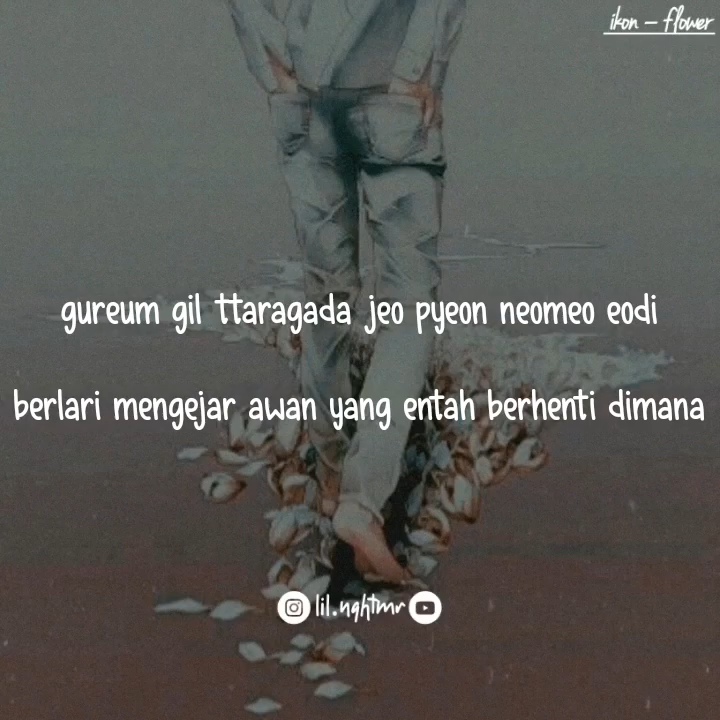 ikon - flower
gureum gil ttaragada jeo pyeon neomeo eodi
berlari mengejar awan yang entah berhenti dimana
lil.nghtmr